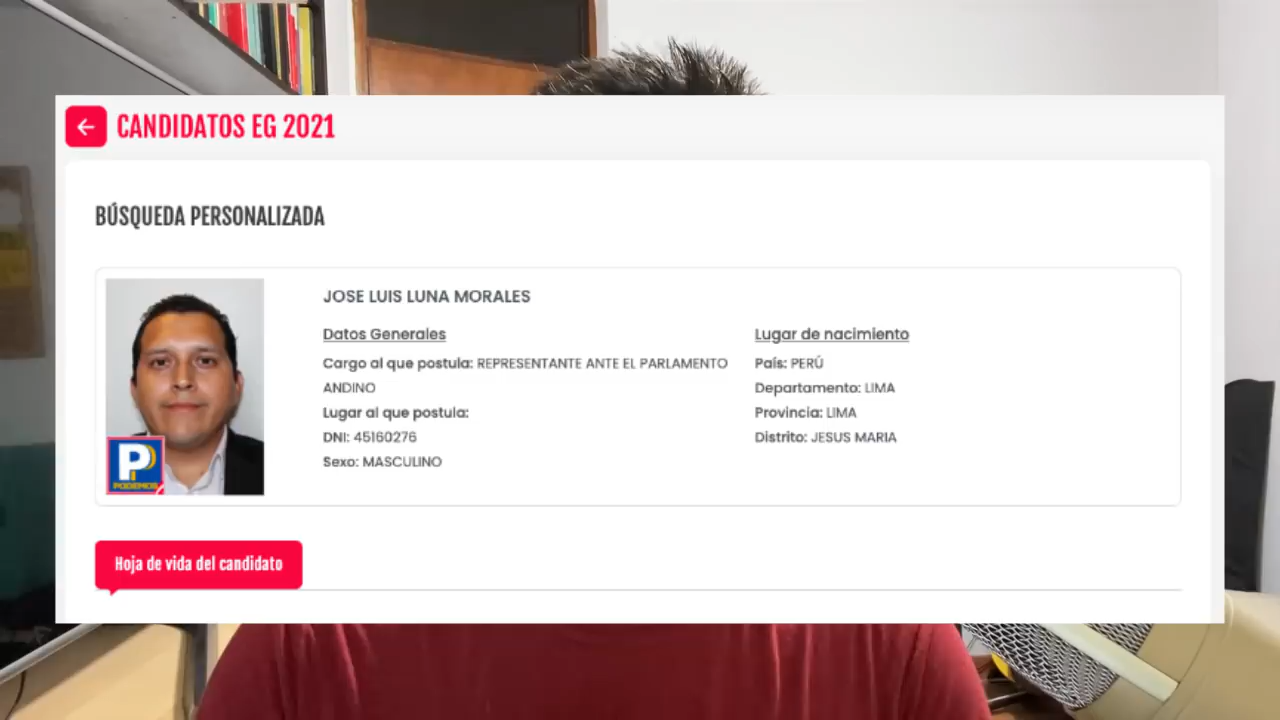 CANDIDATOS EG 2021
BÚSQUEDA PERSONALIZADA
JOSE LUIS LUNA MORALES
Datos Generales
Cargo al que postula: REPRESENTANTE ANTE EL PARLAMENTO
ANDINO
Lugar al que postula:
DNI: 45160276
Sexo: MASCULINO
Lugar de nacimiento
País: PERÚ
Departamento: LIMA
Provincia: LIMA
Distrito: JESUS MARIA
P
PODEMOS
Hoja de vida del candidato